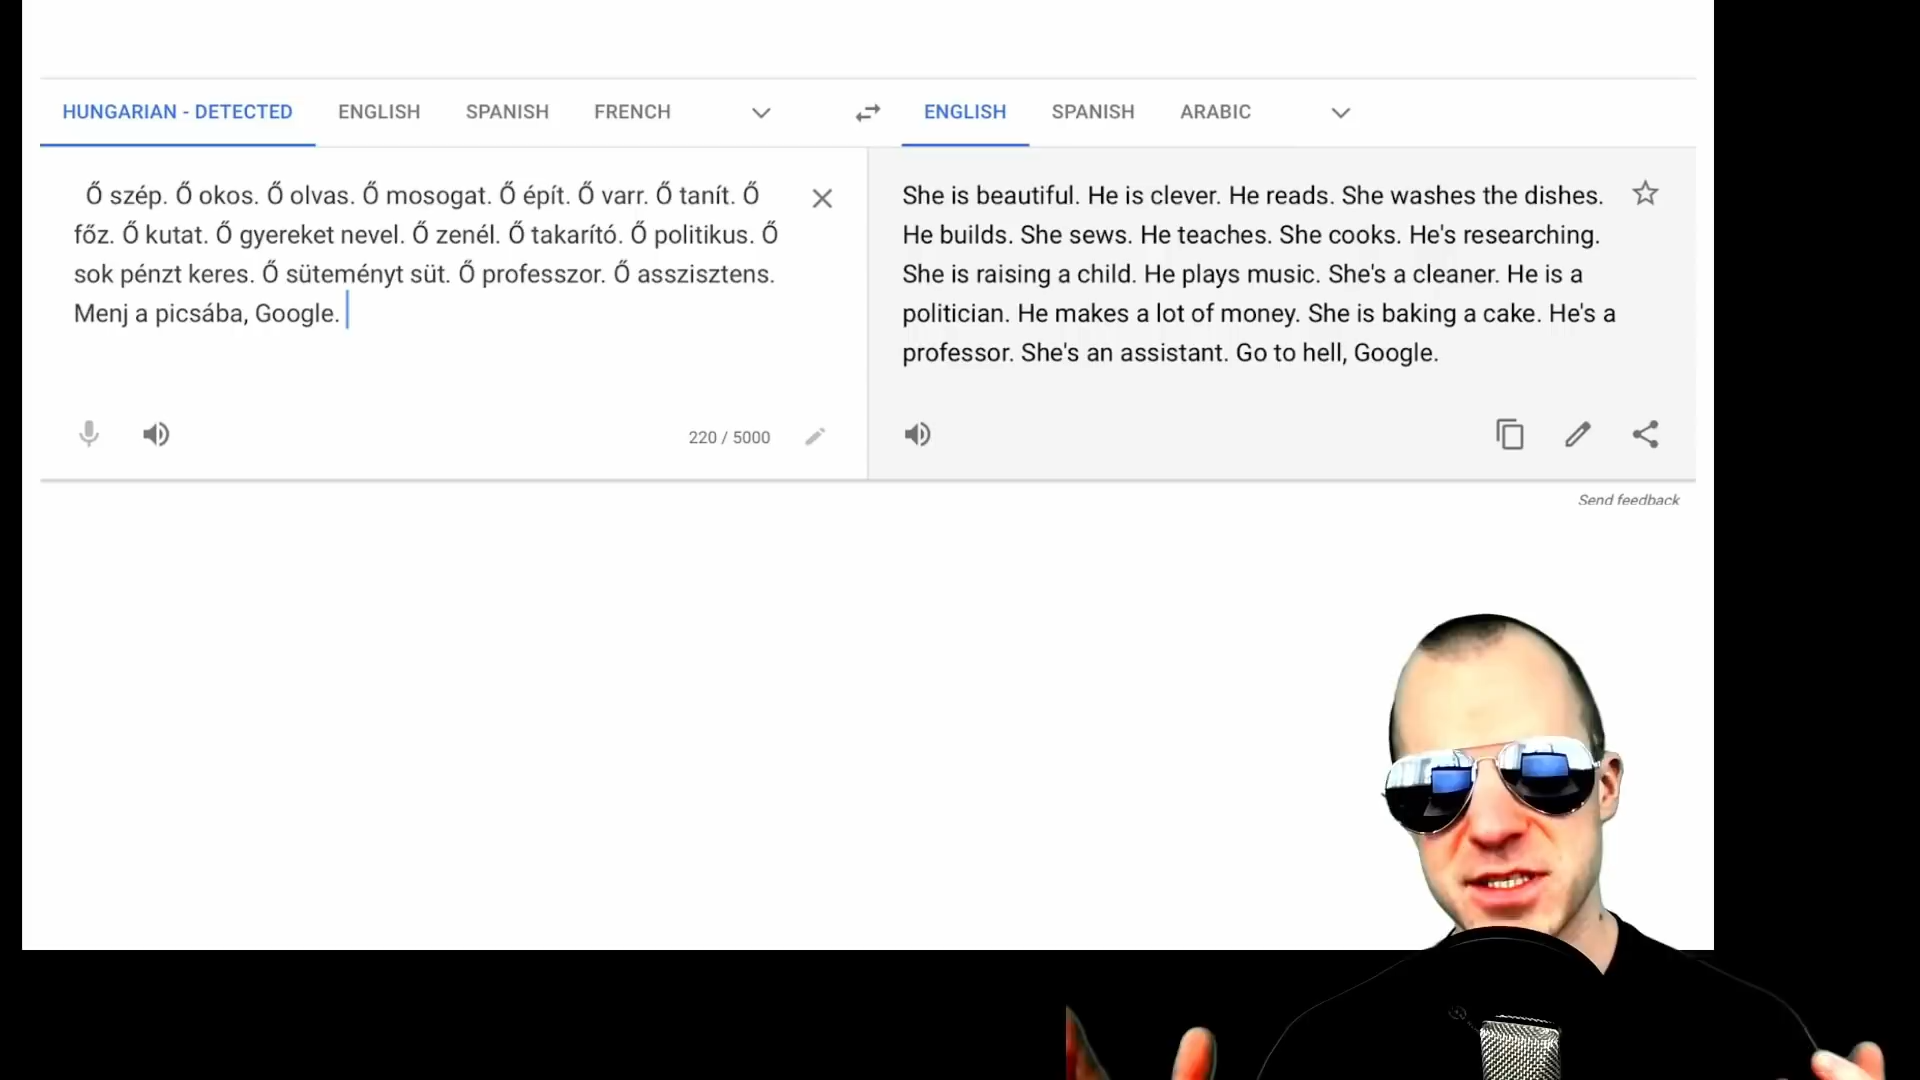 HUNGARIAN - DETECTED ENGLISH SPANISH FRENCH
ENGLISH SPANISH ARABIC
Ő szép. Ő okos. Ő olvas. Ő mosogat. Ő épít. Ő varr. Ő tanít. Ő
főz. Ő kutat. Ő gyereket nevel. Ő zenél. Ő takarító. Ő politikus. Ő
sok pénzt keres. Ő süteményt süt. Ő professzor. Ő asszisztens.
Menj a picsába, Google.
220 / 5000
She is beautiful. He is clever. He reads. She washes the dishes.
He builds. She sews. He teaches. She cooks. He's researching.
She is raising a child. He plays music. She's a cleaner. He is a
politician. He makes a lot of money. She is baking a cake. He's a
professor. She's an assistant. Go to hell, Google.
Send feedback